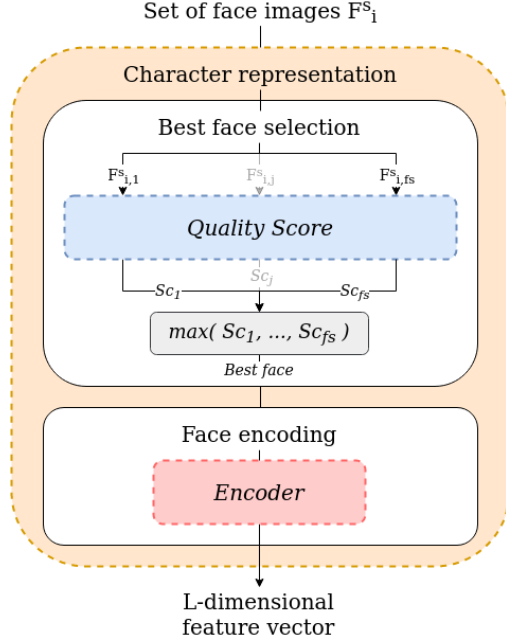 Set of face images Fˢᵢ
Character representation
Best face selection
Fˢᵢ,₁ Fˢᵢ,ⱼ Fˢᵢ,fs
Quality Score
Sc₁ Scⱼ Sc_fs
max( Sc₁, ..., Sc_fs )
Best face
Face encoding
Encoder
L-dimensional
feature vector